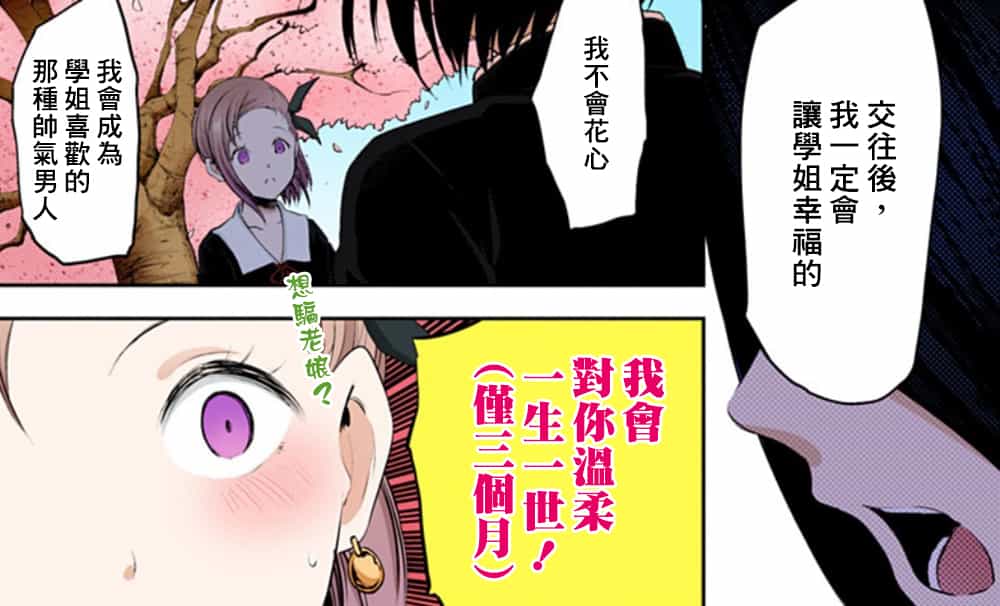 交往後，
我一定會
讓學姐幸福的
我不會花心
我會成為
學姐喜歡的
那種帥氣男人
我會
對你溫柔
一生一世！
（僅三個月）
想騙老娘？